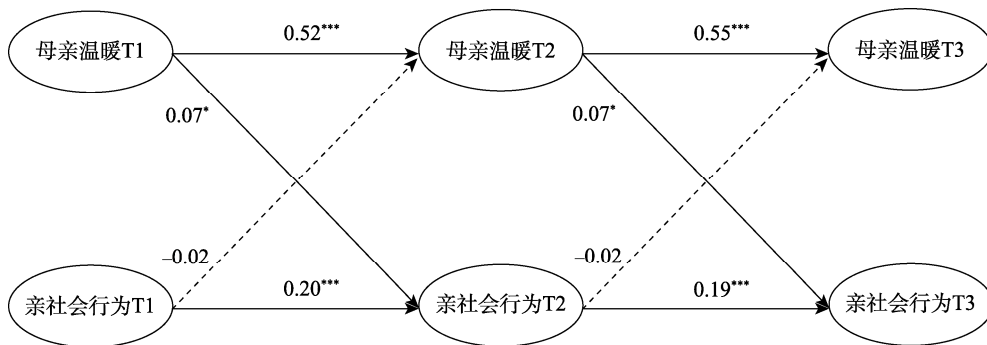 0.52***
0.55***
母亲温暖T1
母亲温暖T2
母亲温暖T3
0.07*
0.07*
–0.02
–0.02
0.20***
0.19***
亲社会行为T1
亲社会行为T2
亲社会行为T3